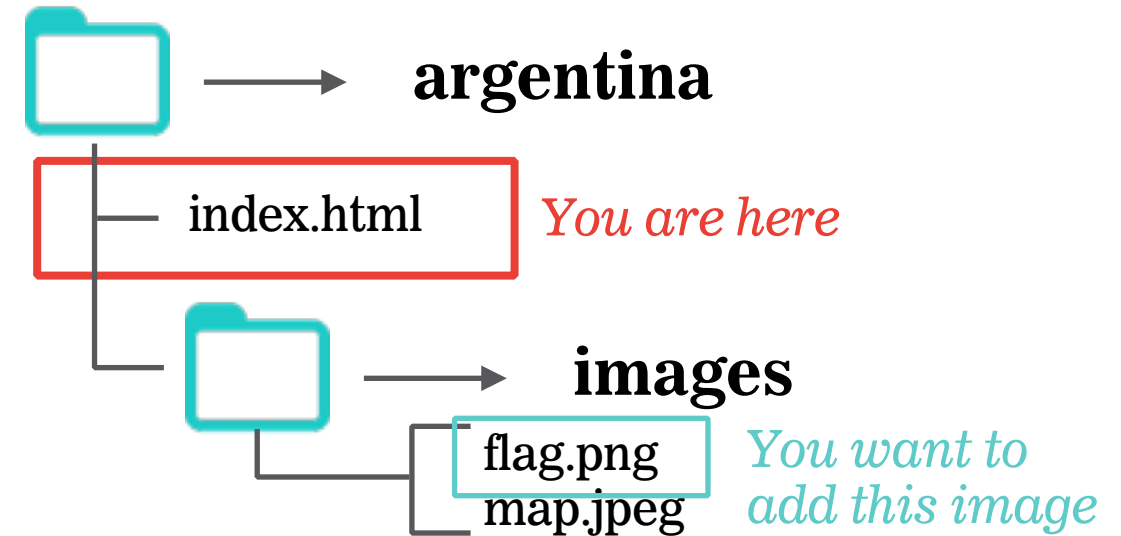 argentina
index.html
You are here
images
flag.png
map.jpeg
You want to
add this image